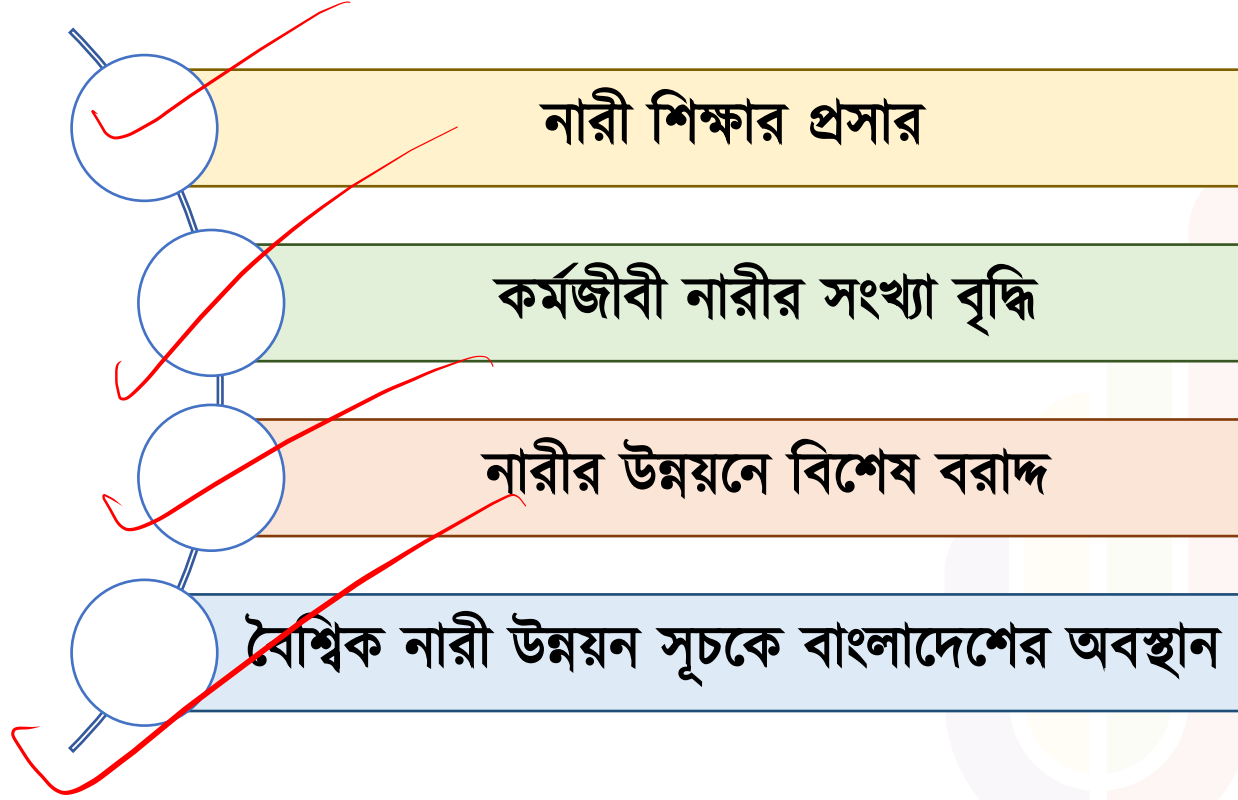 নারী শিক্ষার প্রসার
কর্মজীবী নারীর সংখ্যা বৃদ্ধি
নারীর উন্নয়নে বিশেষ বরাদ্দ
বৈশ্বিক নারী উন্নয়ন সূচকে বাংলাদেশের অবস্থান